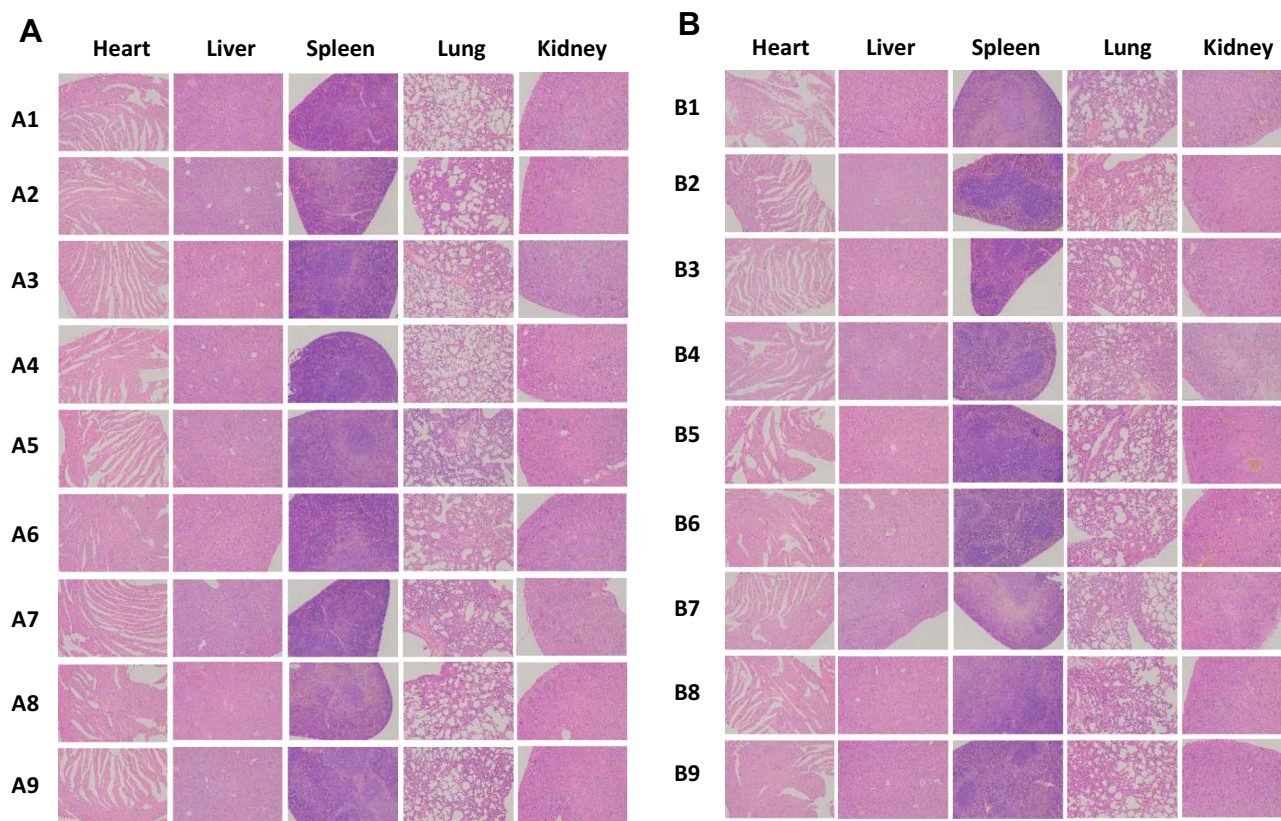 A
Heart Liver Spleen Lung Kidney
A1
A2
A3
A4
A5
A6
A7
A8
A9
B
Heart Liver Spleen Lung Kidney
B1
B2
B3
B4
B5
B6
B7
B8
B9